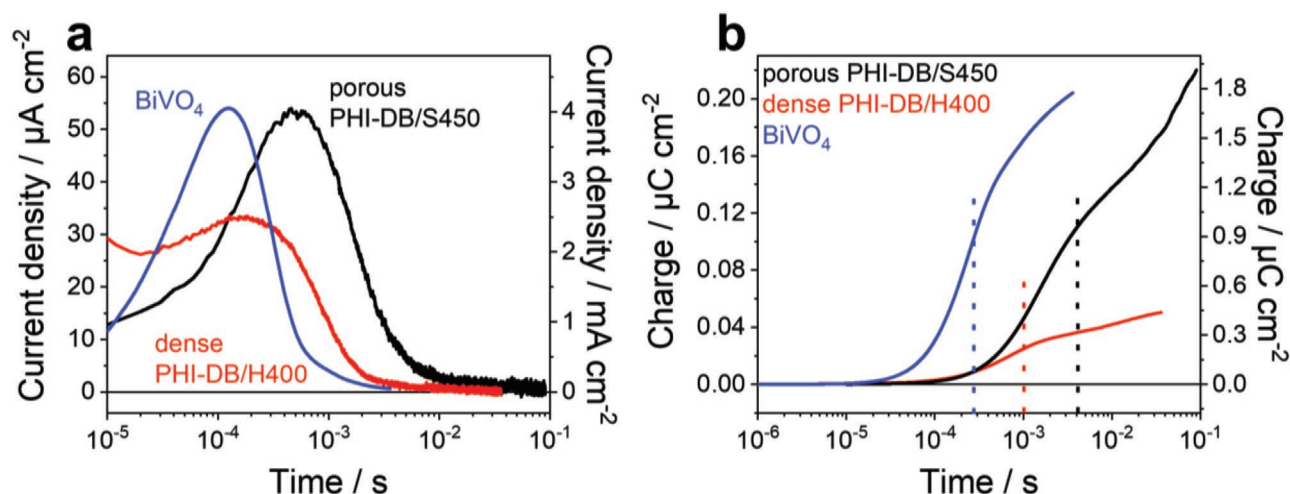 a
Current density / µA cm⁻²
60
50
40
30
20
10
0
BiVO₄
porous
PHI-DB/S450
dense
PHI-DB/H400
4
3
2
1
0
Current density / mA cm⁻²
10⁻⁵
10⁻⁴
10⁻³
10⁻²
10⁻¹
Time / s
b
Charge / µC cm⁻²
0.20
0.16
0.12
0.08
0.04
0.00
porous PHI-DB/S450
dense PHI-DB/H400
BiVO₄
1.8
1.5
1.2
0.9
0.6
0.3
0.0
Charge / µC cm⁻²
10⁻⁶
10⁻⁵
10⁻⁴
10⁻³
10⁻²
10⁻¹
Time / s